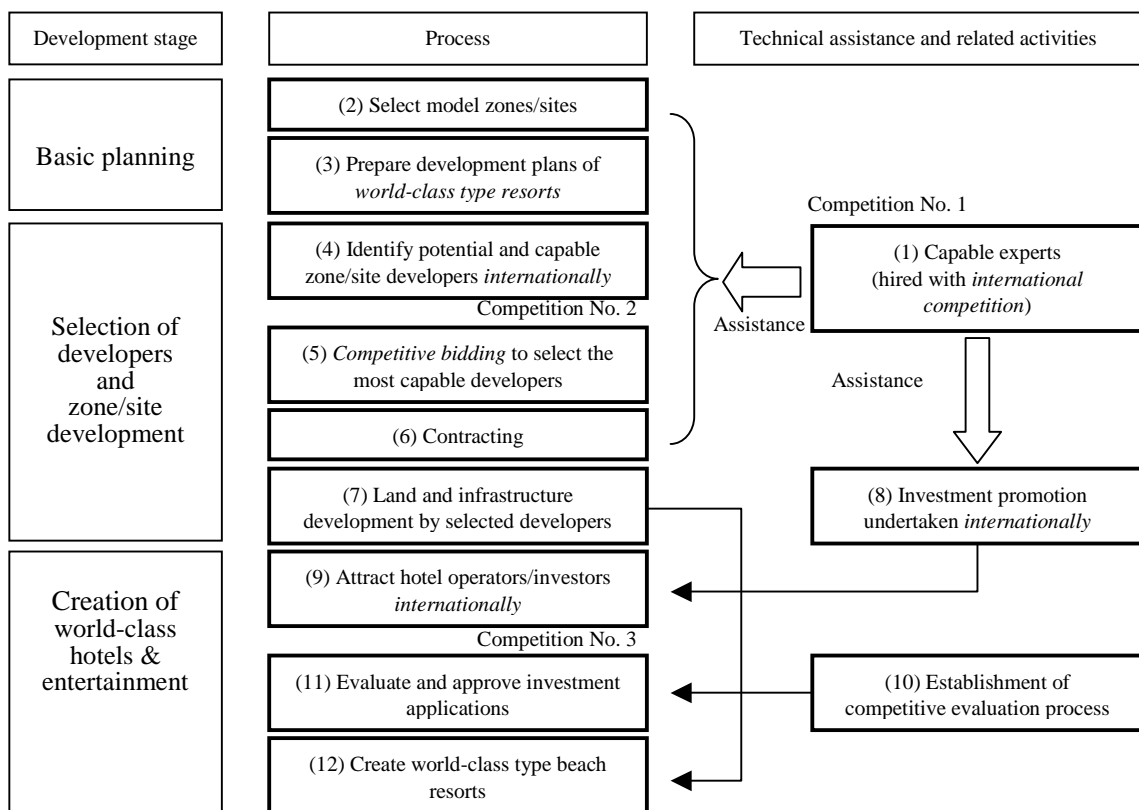 Development stage
Process
Technical assistance and related activities
Basic planning
(2) Select model zones/sites
(3) Prepare development plans of
world-class type resorts
Selection of
developers
and
zone/site
development
(4) Identify potential and capable
zone/site developers internationally
Competition No. 2
(5) Competitive bidding to select the
most capable developers
(6) Contracting
(7) Land and infrastructure
development by selected developers
Competition No. 1
(1) Capable experts
(hired with international
competition)
Assistance
Assistance
(8) Investment promotion
undertaken internationally
Creation of
world-class
hotels &
entertainment
(9) Attract hotel operators/investors
internationally
Competition No. 3
(11) Evaluate and approve investment
applications
(10) Establishment of
competitive evaluation process
(12) Create world-class type beach
resorts